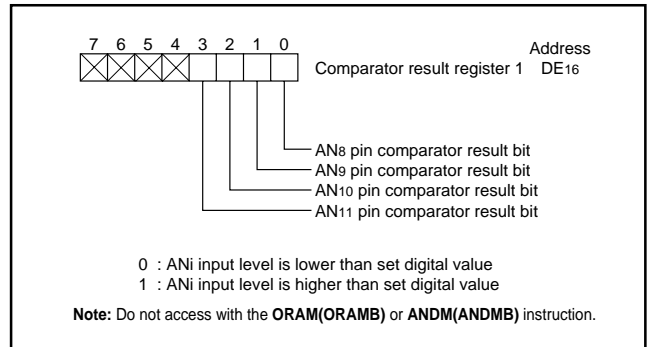 7 6 5 4 3 2 1 0
Address
Comparator result register 1 DE16
AN8 pin comparator result bit
AN9 pin comparator result bit
AN10 pin comparator result bit
AN11 pin comparator result bit
0 : ANi input level is lower than set digital value
1 : ANi input level is higher than set digital value
Note: Do not access with the ORAM(ORAMB) or ANDM(ANDMB) instruction.